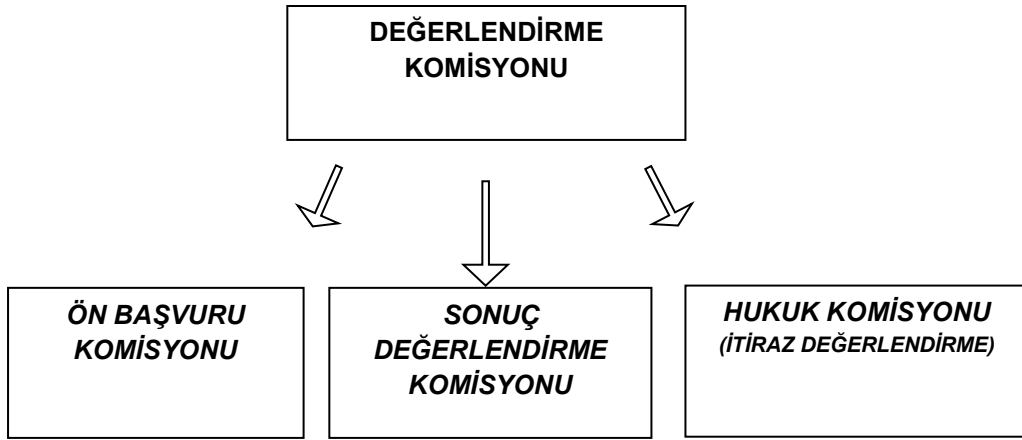 DEĞERLENDİRME
KOMİSYONU
ÖN BAŞVURU
KOMİSYONU
SONUÇ
DEĞERLENDİRME
KOMİSYONU
HUKUK KOMİSYONU
(İTİRAZ DEĞERLENDİRME)